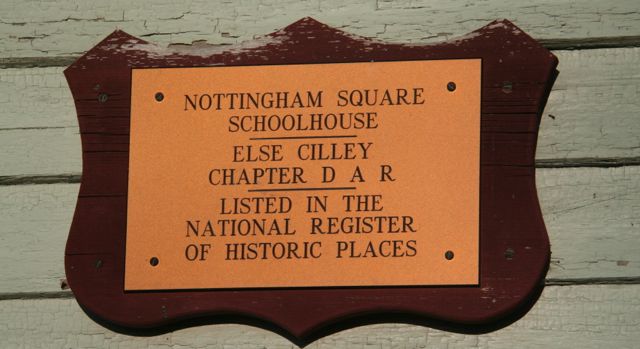 NOTTINGHAM SQUARE
SCHOOLHOUSE
ELSE CILLEY
CHAPTER D A R
LISTED IN THE
NATIONAL REGISTER
OF HISTORIC PLACES